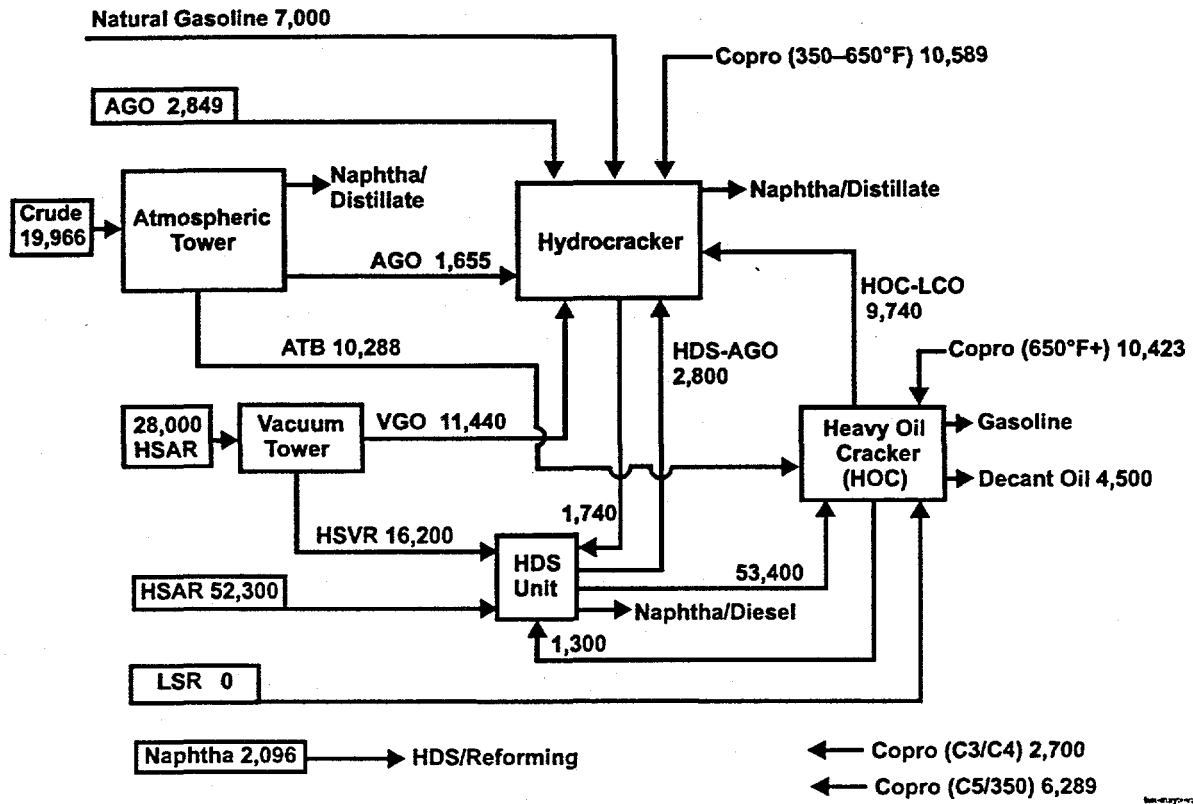 Natural Gasoline 7,000
Copro (350–650°F) 10,589
AGO 2,849
Naphtha/
Distillate
Crude
19,966
Atmospheric
Tower
Hydrocracker
Naphtha/Distillate
AGO 1,655
HOC-LCO
9,740
ATB 10,288
HDS-AGO
2,800
Copro (650°F+) 10,423
28,000
HSAR
Vacuum
Tower
VGO 11,440
Heavy Oil
Cracker
(HOC)
Gasoline
Decant Oil 4,500
HSVR 16,200
1,740
HDS
Unit
53,400
HSAR 52,300
Naphtha/Diesel
1,300
LSR 0
Naphtha 2,096
HDS/Reforming
Copro (C3/C4) 2,700
Copro (C5/350) 6,289